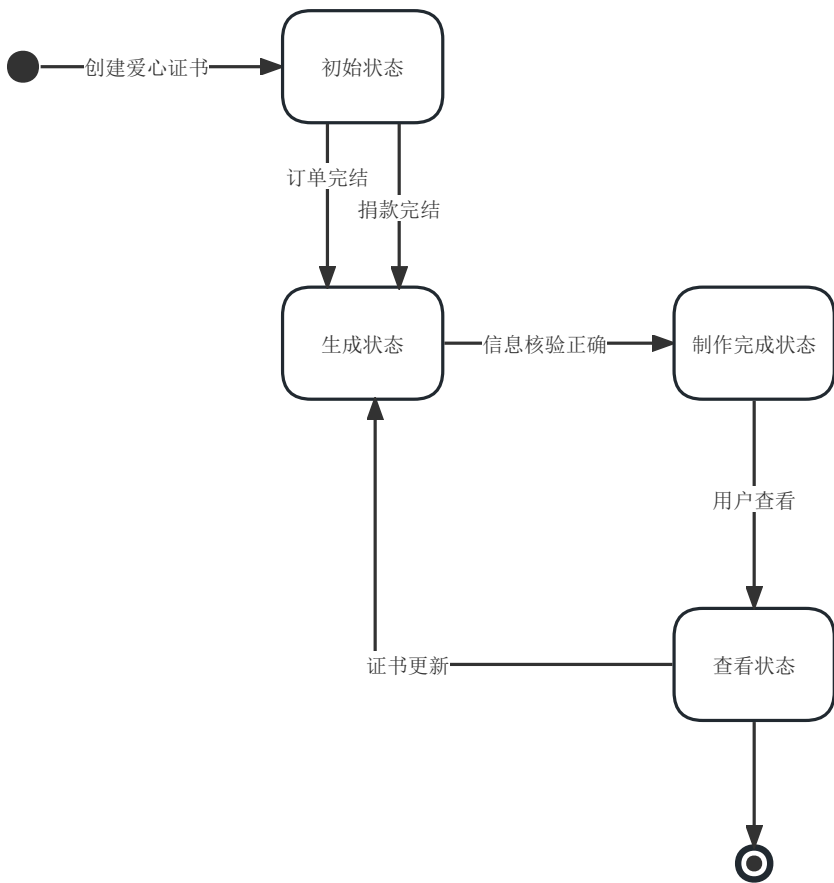 创建爱心证书
初始状态
订单完结
捐款完结
生成状态
信息核验正确
制作完成状态
用户查看
证书更新
查看状态